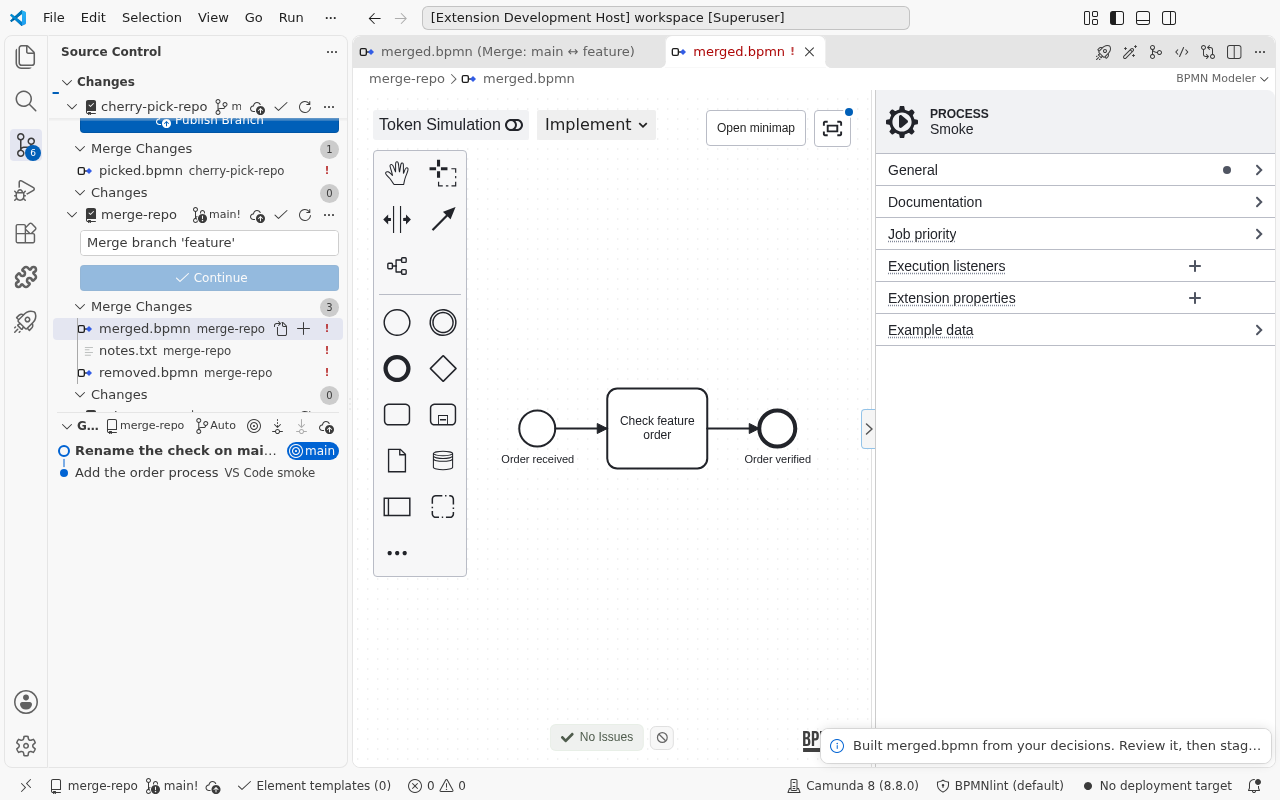 File Edit Selection View Go Run ···
[Extension Development Host] workspace [Superuser]
Source Control
Changes
cherry-pick-repo m
Publish Branch
Merge Changes 1
picked.bpmn cherry-pick-repo !
Changes 0
merge-repo main!
Merge branch 'feature'
Continue
Merge Changes 3
merged.bpmn merge-repo !
notes.txt merge-repo !
removed.bpmn merge-repo !
Changes 0
G... merge-repo Auto
Rename the check on mai... main
Add the order process VS Code smoke
6
merged.bpmn (Merge: main ↔ feature)
merged.bpmn !
merge-repo > merged.bpmn
BPMN Modeler
Token Simulation
Implement
Open minimap
Order received
Check feature
order
Order verified
No Issues
PROCESS
Smoke
General
Documentation
Job priority
Execution listeners
Extension properties
Example data
Built merged.bpmn from your decisions. Review it, then stag...
merge-repo main! Element templates (0) 0 0 Camunda 8 (8.8.0) BPMNlint (default) No deployment target